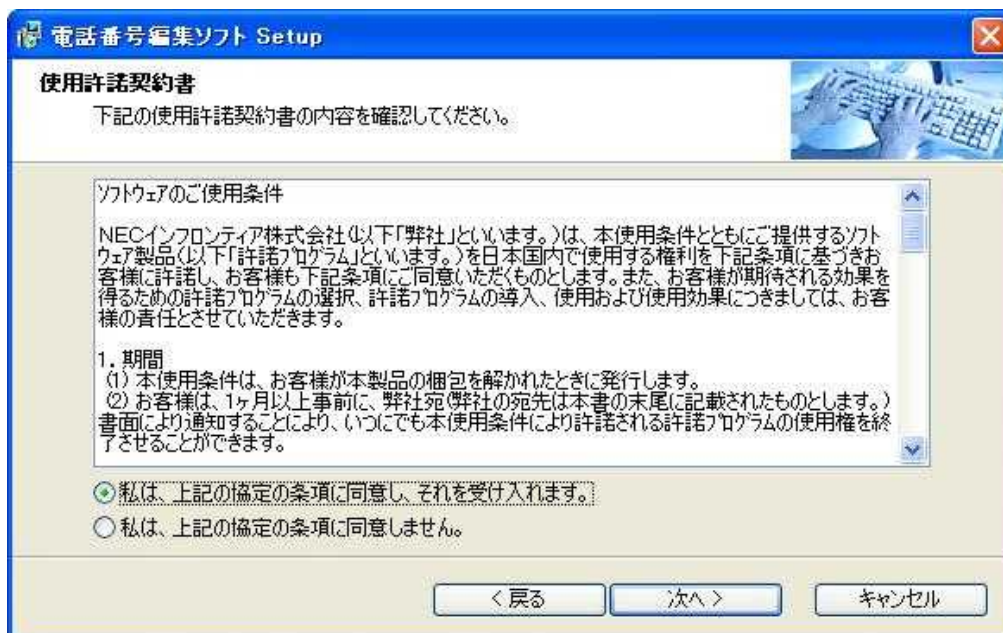 電話番号編集ソフト Setup
使用許諾契約書
下記の使用許諾契約書の内容を確認してください。
ソフトウェアのご使用条件
NECインフロンティア株式会社(以下「弊社」といいます。)は、本使用条件とともにご提供するソフト
ウェア製品(以下「許諾プログラム」といいます。)を日本国内で使用する権利を下記条項に基づきお
客様に許諾し、お客様も下記条項にご同意いただくものとします。また、お客様が期待される効果を
得るための許諾プログラムの選択、許諾プログラムの導入、使用および使用効果につきましては、お客
様の責任とさせていただきます。
1. 期間
(1) 本使用条件は、お客様が本製品の梱包を解かれたときに発行します。
(2) お客様は、1ヶ月以上事前に、弊社宛(弊社の宛先は本書の末尾に記載されたものとします。)
書面により通知することにより、いつにでも本使用条件により許諾される許諾プログラムの使用権を終
了させることができます。
私は、上記の協定の条項に同意し、それを受け入れます。
私は、上記の協定の条項に同意しません。
< 戻る
次へ >
キャンセル